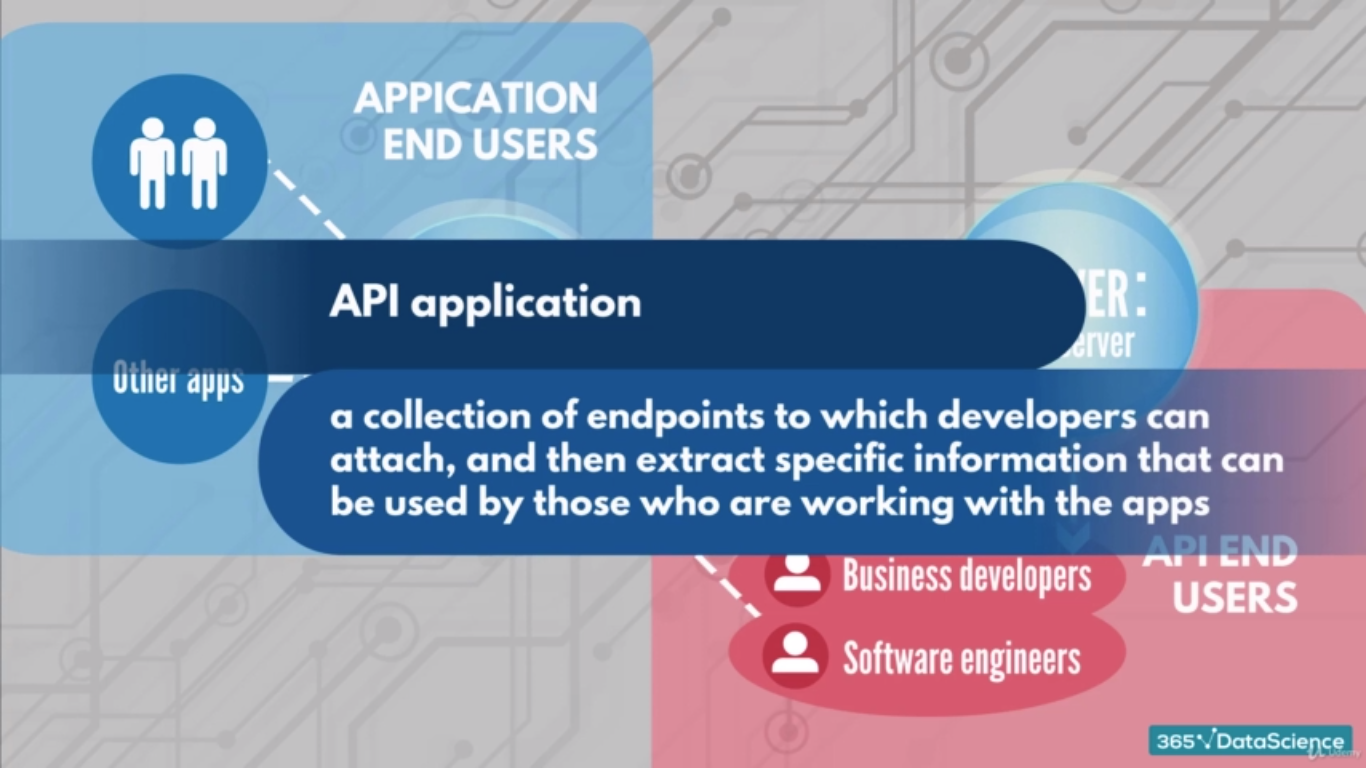 APPICATION
END USERS
API application
Other apps
a collection of endpoints to which developers can
attach, and then extract specific information that can
be used by those who are working with the apps
API END
USERS
Business developers
Software engineers
365 DataScience